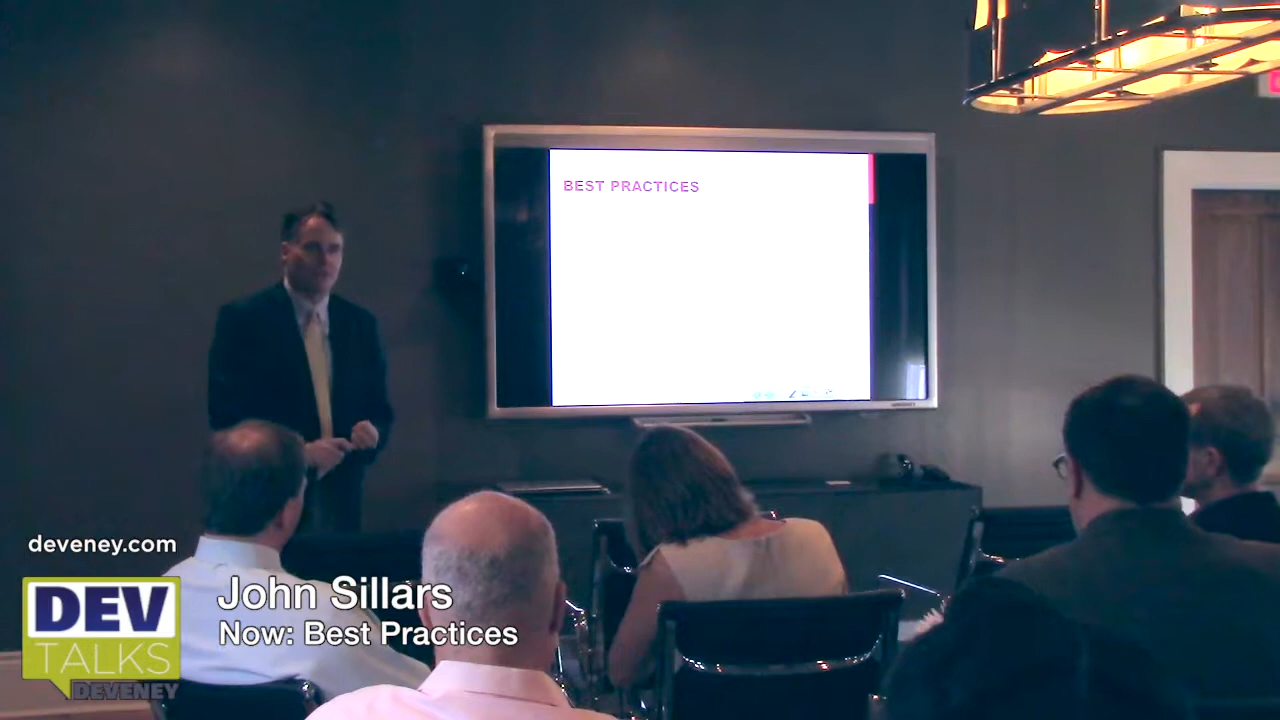 BEST PRACTICES
deveney.com
DEV
TALKS
DEVENEY
John Sillars
Now: Best Practices